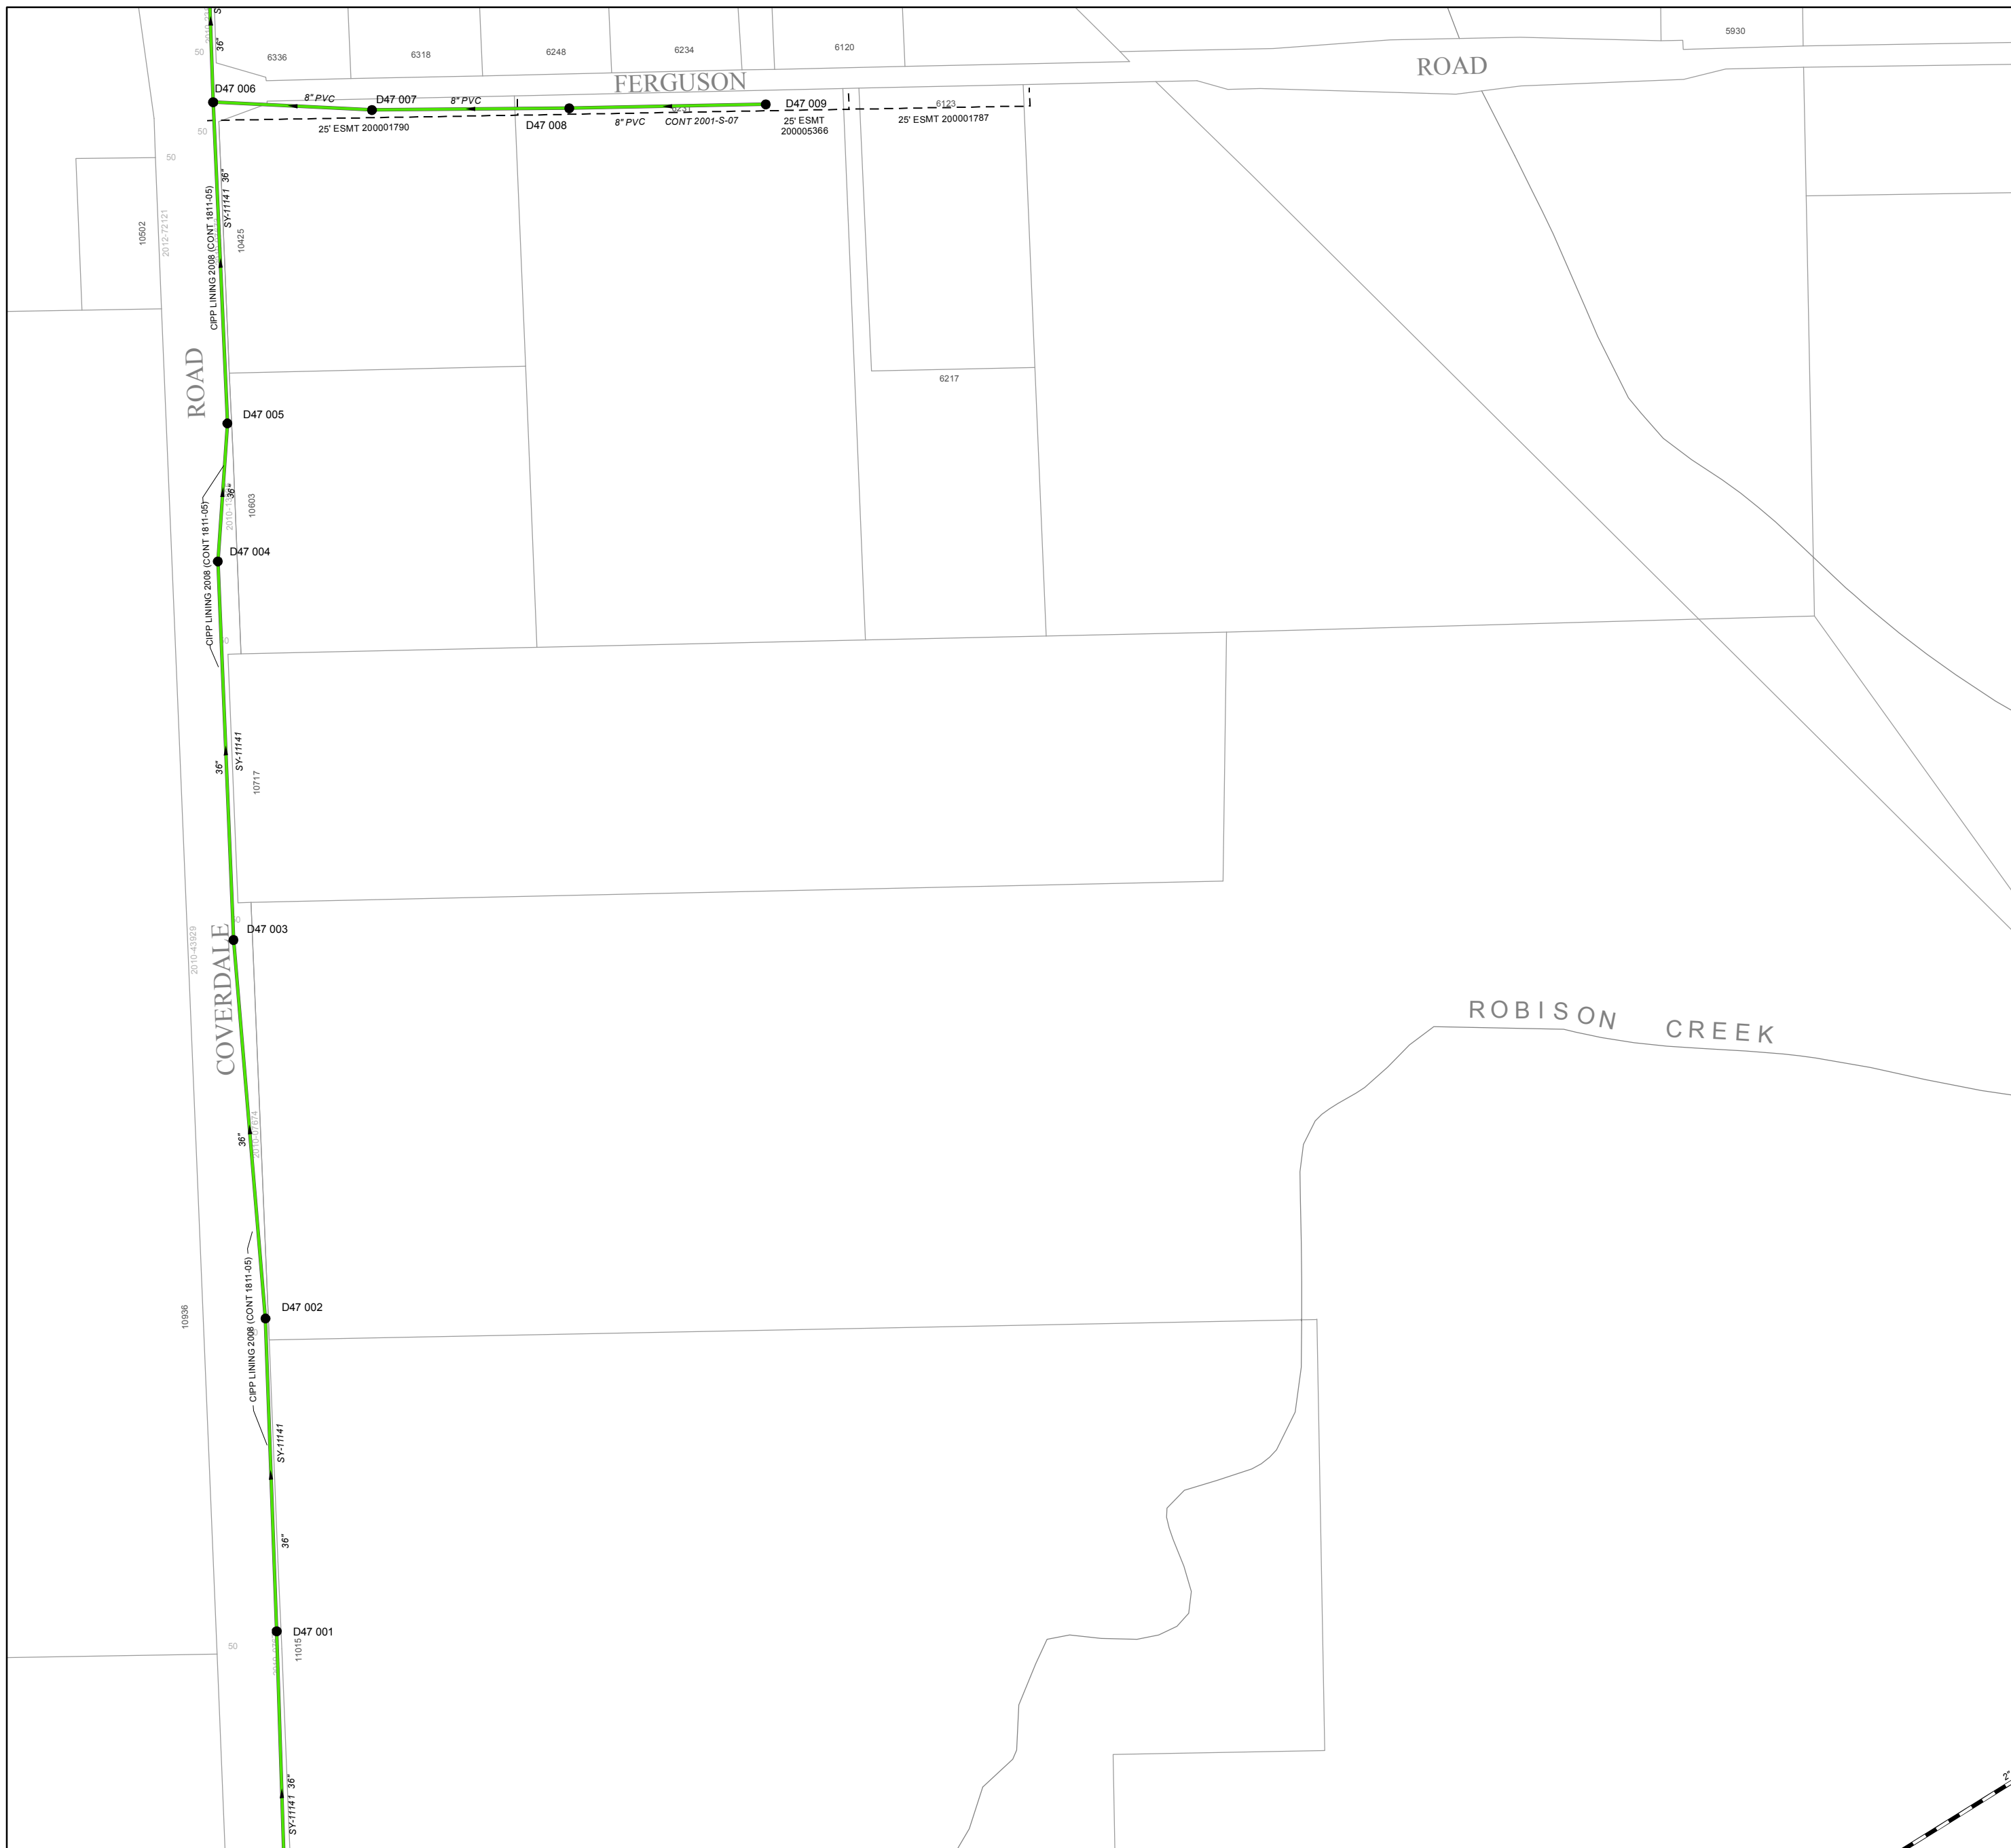 36"
50
6336
6318
6248
6234
6120
5930
FERGUSON
ROAD
D47 006
8" PVC
D47 007
8" PVC
D47 008
D47 009
6123
50
25' ESMT 200001790
8" PVC
CONT 2001-S-07
25' ESMT
200005366
25' ESMT 200001787
50
10502
2012-72121
CIPP LINING 2008 (CONT 1811-05)
SY-11141 36"
10425
ROAD
6217
D47 005
36"
10603
CIPP LINING 2008 (CONT 1811-05)
D47 004
SY-11141
36"
10717
D47 003
COVERDALE
2010-43929
ROBISON CREEK
36"
2010-07674
CIPP LINING 2008 (CONT 1811-05)
D47 002
10936
SY-11141
36"
D47 001
50
11015
SY-11141 36"
2"